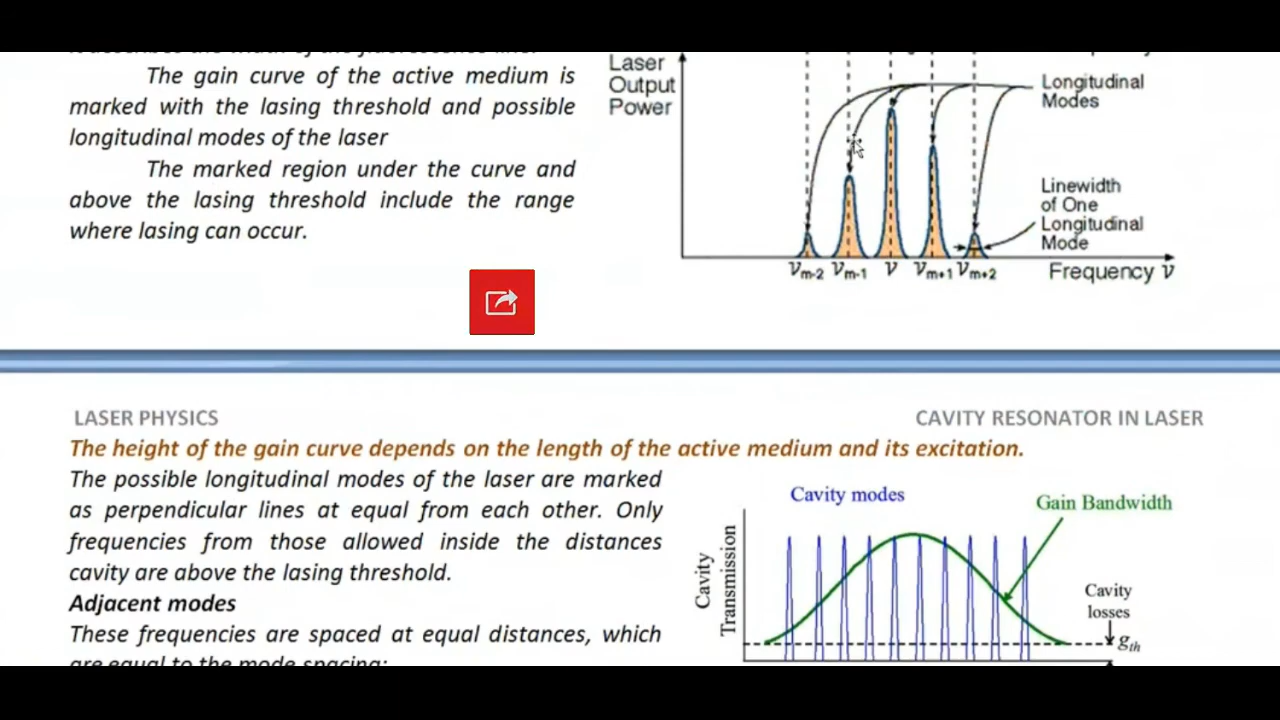 The gain curve of the active medium is
marked with the lasing threshold and possible
longitudinal modes of the laser
The marked region under the curve and
above the lasing threshold include the range
where lasing can occur.
Laser
Output
Power
Longitudinal
Modes
Linewidth
of One
Longitudinal
Mode
νm-2 νm-1 ν νm+1 νm+2
Frequency ν
LASER PHYSICS
CAVITY RESONATOR IN LASER
The height of the gain curve depends on the length of the active medium and its excitation.
The possible longitudinal modes of the laser are marked
as perpendicular lines at equal from each other. Only
frequencies from those allowed inside the distances
cavity are above the lasing threshold.
Adjacent modes
These frequencies are spaced at equal distances, which
are equal to the mode spacing:
Cavity modes
Gain Bandwidth
Cavity
Transmission
Cavity
losses
gth